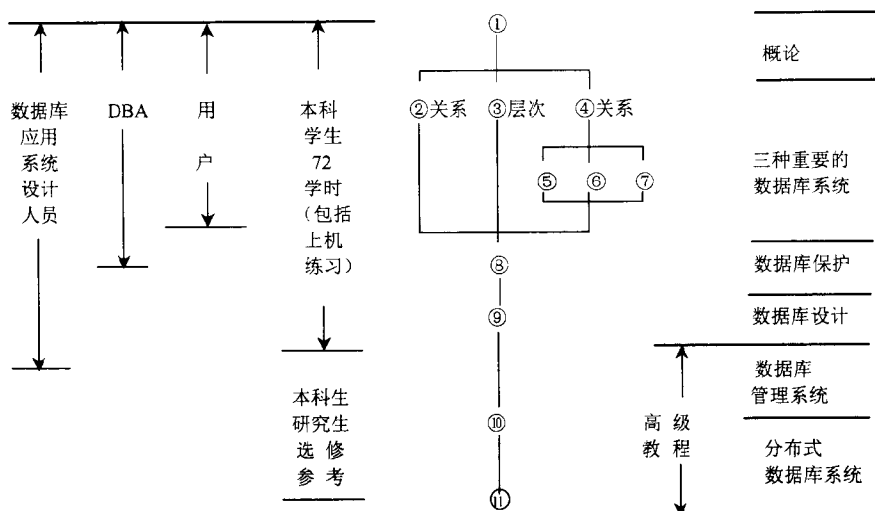 ①
概论
数据库
应用
系统
设计
人员
DBA
用
户
本科
学生
72
学时
（包括
上机
练习）
②关系
③层次
④关系
⑤
⑥
⑦
三种重要的
数据库系统
⑧
数据库保护
⑨
数据库设计
本科生
研究生
选 修
参 考
⑩
高 级
教 程
数据库
管理系统
⑪
分布式
数据库系统